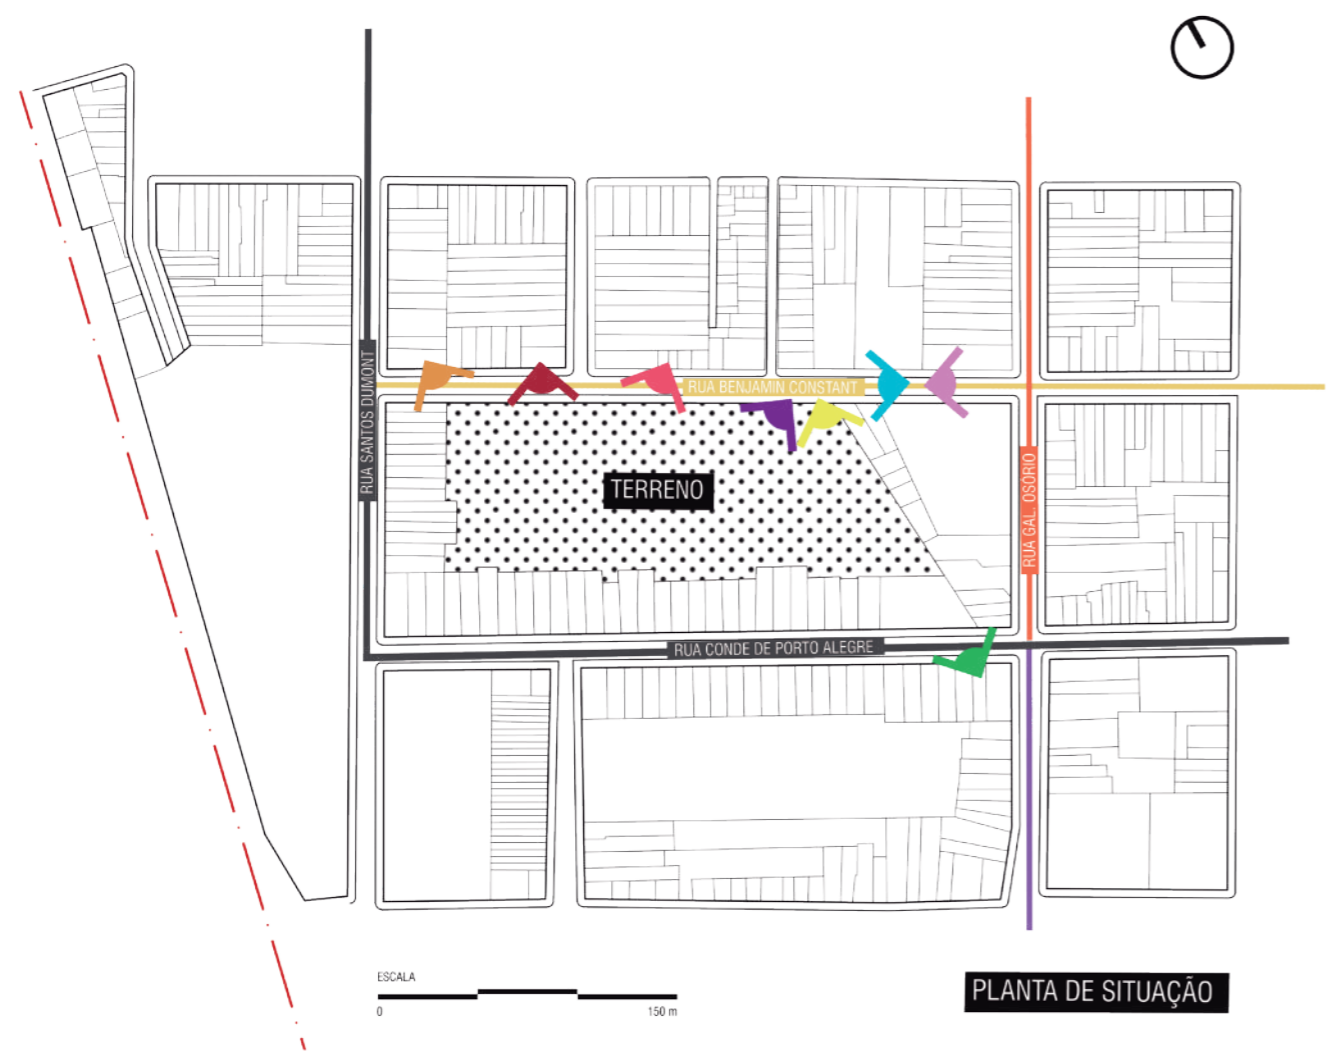 RUA SANTOS DUMONT
RUA BENJAMIN CONSTANT
TERRENO
RUA GAL. OSÓRIO
RUA CONDE DE PORTO ALEGRE
ESCALA
0
150 m
PLANTA DE SITUAÇÃO